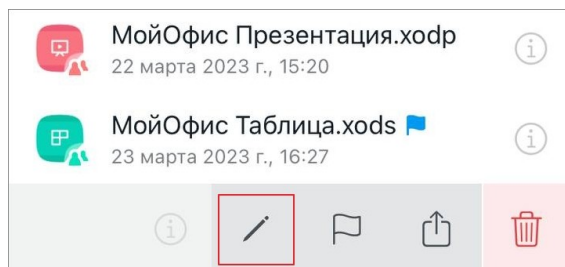 МойОфис Презентация.xodp
22 марта 2023 г., 15:20
МойОфис Таблица.xods
23 марта 2023 г., 16:27